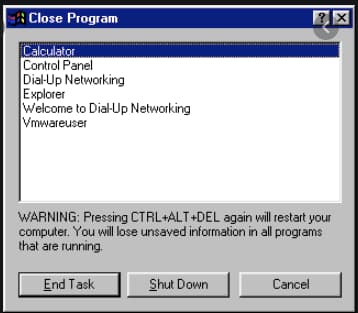 Close Program
Calculator
Control Panel
Dial-Up Networking
Explorer
Welcome to Dial-Up Networking
Vmwareuser
WARNING: Pressing CTRL+ALT+DEL again will restart your
computer. You will lose unsaved information in all programs
that are running.
End Task
Shut Down
Cancel